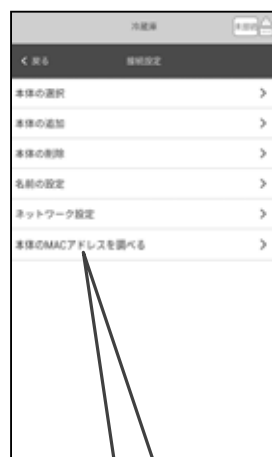 冷蔵庫
戻る 接続設定
本体の選択
本体の追加
本体の削除
名前の設定
ネットワーク設定
本体のMACアドレスを調べる